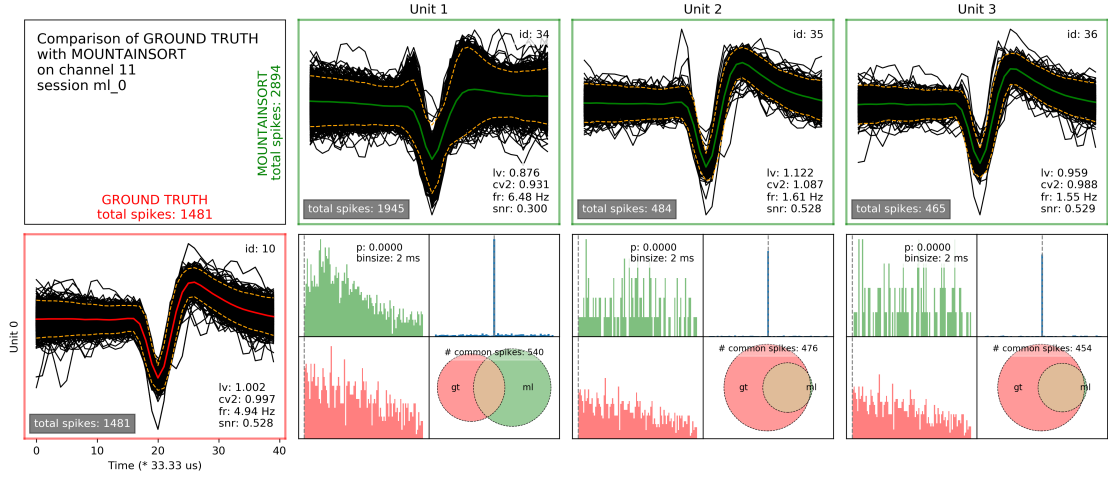 Unit 1
Unit 2
Unit 3
Comparison of GROUND TRUTH
with MOUNTAINSORT
on channel 11
session ml_0
MOUNTAINSORT
total spikes: 2894
GROUND TRUTH
total spikes: 1481
id: 34
lv: 0.876
cv2: 0.931
fr: 6.48 Hz
snr: 0.300
total spikes: 1945
id: 35
lv: 1.122
cv2: 1.087
fr: 1.61 Hz
snr: 0.528
total spikes: 484
id: 36
lv: 0.959
cv2: 0.988
fr: 1.55 Hz
snr: 0.529
total spikes: 465
Unit 0
id: 10
lv: 1.002
cv2: 0.997
fr: 4.94 Hz
snr: 0.528
total spikes: 1481
0 10 20 30 40
Time (* 33.33 us)
p: 0.0000
binsize: 2 ms
# common spikes: 540
gt ml
p: 0.0000
binsize: 2 ms
# common spikes: 476
gt ml
p: 0.0000
binsize: 2 ms
# common spikes: 454
gt ml